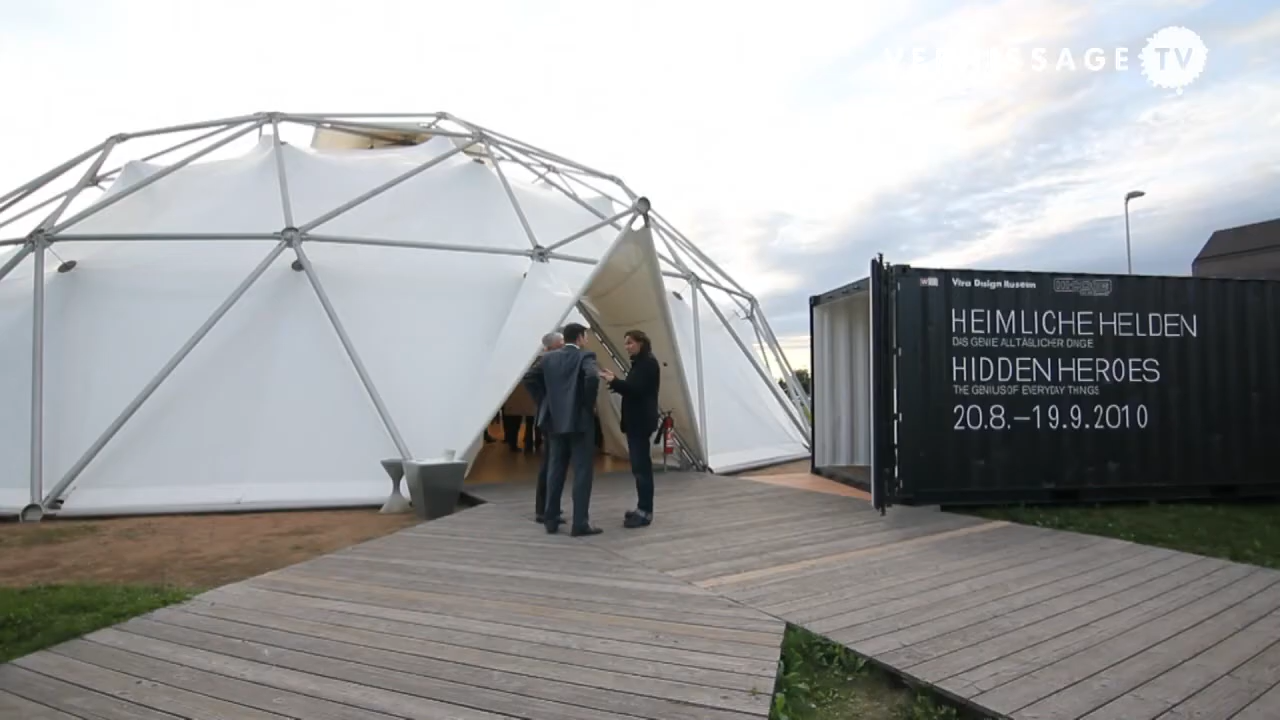 VERNISSAGE TV
Vitra Design Museum
HEIMLICHE HELDEN
DAS GENIE ALLTÄGLICHER DINGE
HIDDEN HEROES
THE GENIUS OF EVERYDAY THINGS
20.8.–19.9.2010